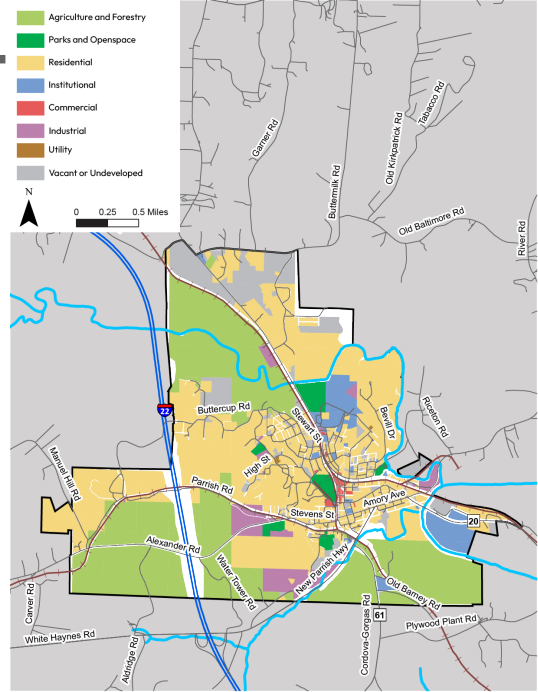 Agriculture and Forestry
Parks and Openspace
Residential
Institutional
Commercial
Industrial
Utility
Vacant or Undeveloped
N
0 0.25 0.5 Miles
Garner Rd
Buttermilk Rd
Old Kirkpatrick Rd
Tabacco Rd
Old Baltimore Rd
River Rd
22
Buttercup Rd
Stewart St
Bevill Dr
Riceton Rd
Manuel Hill Rd
High St
Parrish Rd
Amory Ave
Stevens St
20
Alexander Rd
Water Tower Rd
New Parrish Hwy
Old Barney Rd
Carver Rd
61
Plywood Plant Rd
White Haynes Rd
Aldridge Rd
Cordova-Gorgas Rd